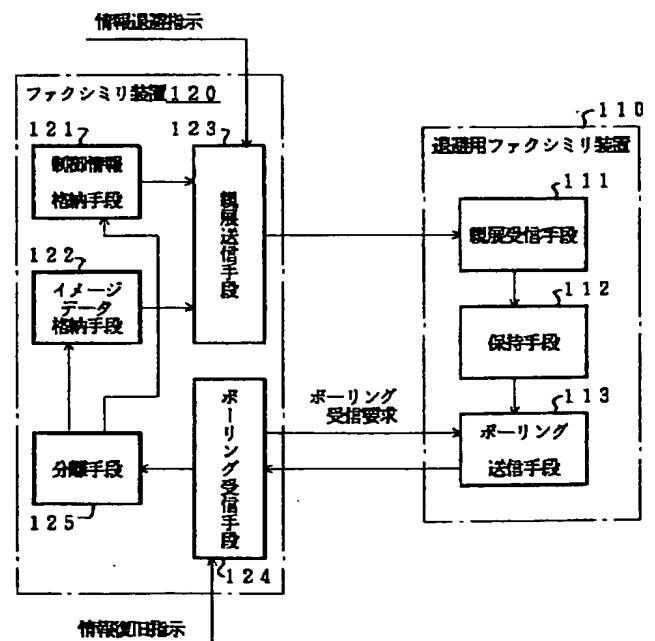 情報退避指示
ファクシミリ装置120
121
制御情報
格納手段
123
親展送信手段
122
イメージ
データ
格納手段
分離手段
125
ポーリング受信手段
124
情報復旧指示
ポーリング
受信要求
110
退避用ファクシミリ装置
111
親展受信手段
112
保持手段
113
ポーリング
送信手段